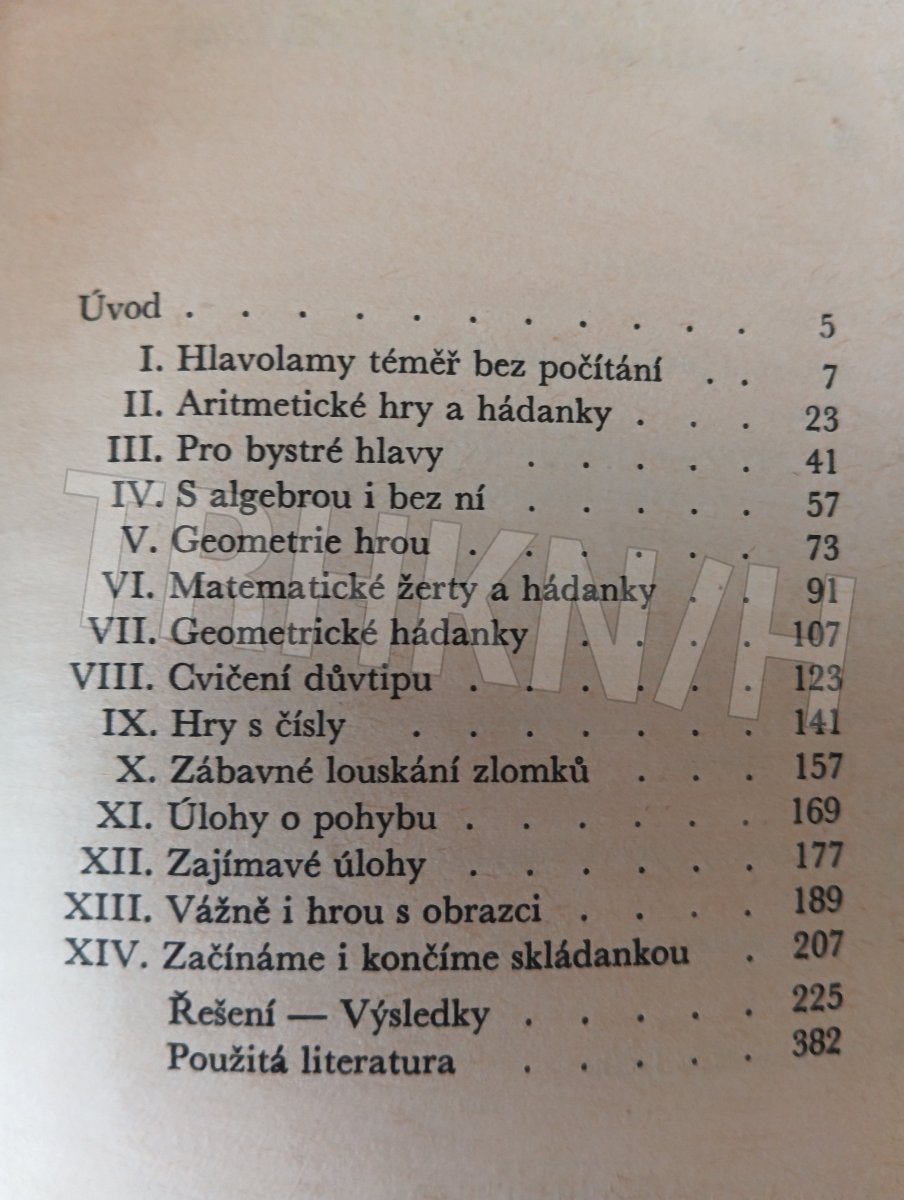 Úvod . . . . . . . . . . . 5
I. Hlavolamy téměř bez počítání . . 7
II. Aritmetické hry a hádanky . . . 23
III. Pro bystré hlavy . . . . . 41
IV. S algebrou i bez ní . . . . . 57
V. Geometrie hrou . . . . . . 73
VI. Matematické žerty a hádanky . . 91
VII. Geometrické hádanky . . . . 107
VIII. Cvičení důvtipu . . . . . . 123
IX. Hry s čísly . . . . . . . 141
X. Zábavné louskání zlomků . . . 157
XI. Úlohy o pohybu . . . . . . 169
XII. Zajímavé úlohy . . . . . . 177
XIII. Vážně i hrou s obrazci . . . . 189
XIV. Začínáme i končíme skládankou . 207
Řešení — Výsledky . . . . . 225
Použitá literatura . . . . . 382
TRHKN/H